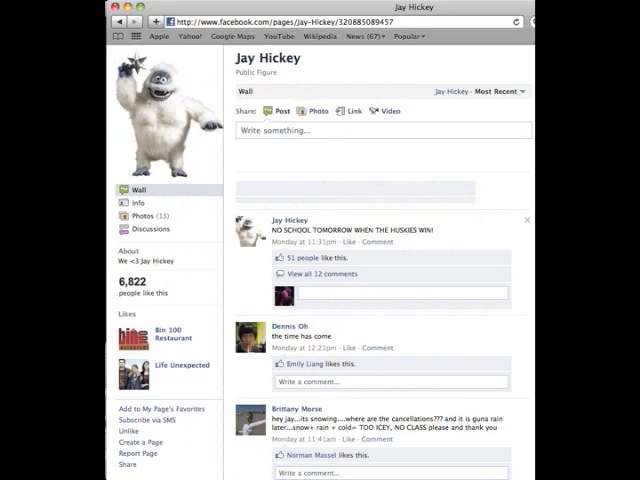 Jay Hickey
http://www.facebook.com/pages/Jay-Hickey/320885089457
Apple Yahoo! Google Maps YouTube Wikipedia News (67) Popular
Jay Hickey
Public Figure
Wall Jay Hickey · Most Recent
Share: Post Photo Link Video
Write something...
Wall
Info
Photos (13)
Discussions
About
We <3 Jay Hickey
6,822
people like this
Likes
Bin 100
Restaurant
Life Unexpected
Add to My Page's Favorites
Subscribe via SMS
Unlike
Create a Page
Report Page
Share
Jay Hickey
NO SCHOOL TOMORROW WHEN THE HUSKIES WIN!
Monday at 11:31pm · Like · Comment
51 people like this.
View all 12 comments
Dennis Oh
the time has come
Monday at 12:21pm · Like · Comment
Emily Liang likes this.
Write a comment...
Brittany Morse
hey jay...its snowing....where are the cancellations??? and it is guna rain
later...snow+ rain + cold= TOO ICEY, NO CLASS please and thank you
Monday at 11:41am · Like · Comment
Norman Massel likes this.
Write a comment...